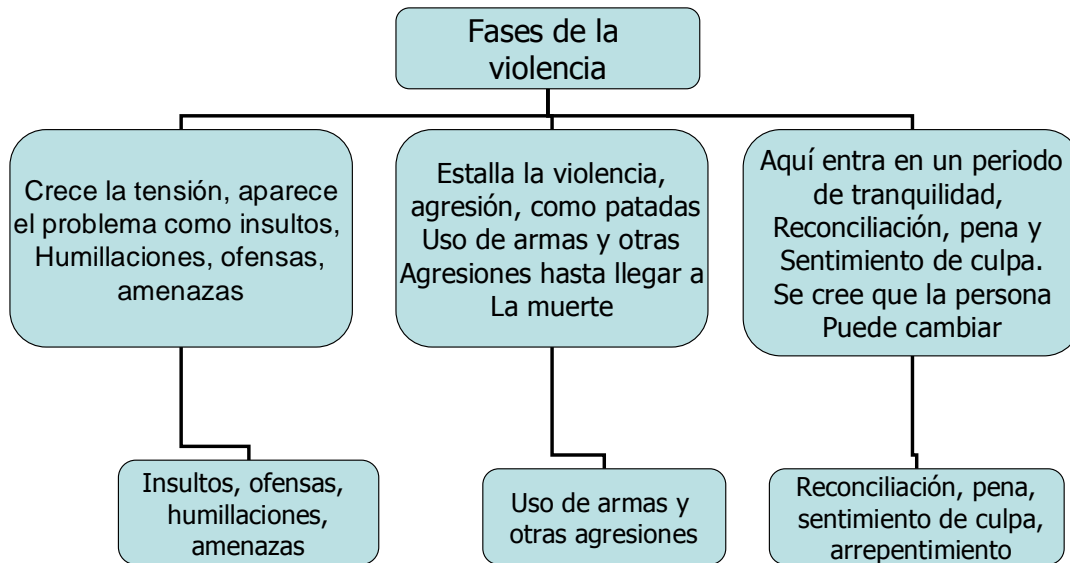 Fases de la
violencia
Crece la tensión, aparece
el problema como insultos,
Humillaciones, ofensas,
amenazas
Estalla la violencia,
agresión, como patadas
Uso de armas y otras
Agresiones hasta llegar a
La muerte
Aquí entra en un periodo
de tranquilidad,
Reconciliación, pena y
Sentimiento de culpa.
Se cree que la persona
Puede cambiar
Insultos, ofensas,
humillaciones,
amenazas
Uso de armas y
otras agresiones
Reconciliación, pena,
sentimiento de culpa,
arrepentimiento